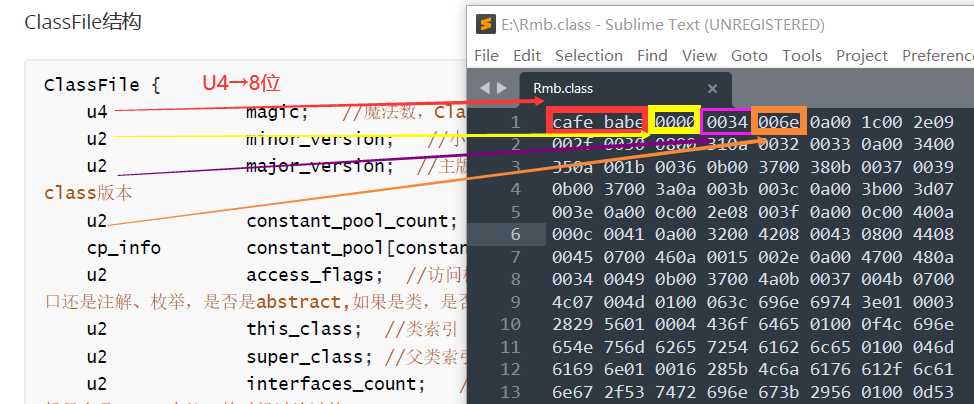 ClassFile结构
ClassFile {
U4→8位
u4 magic; //魔法数，Cla
u2 minor_version; //小
u2 major_version; //主版
class版本
u2 constant_pool_count;
cp_info constant_pool[constan
u2 access_flags; //访问标
口还是注解、枚举，是否是abstract,如果是类，是否
u2 this_class; //类索引
u2 super_class; //父类索引
u2 interfaces_count; /
E:\Rmb.class - Sublime Text (UNREGISTERED)
File Edit Selection Find View Goto Tools Project Preference
Rmb.class
1 cafe babe 0000 0034 006e 0a00 1c00 2e09
2 002f 0030 0800 310a 0032 0033 0a00 3400
3 350a 001b 0036 0b00 3700 380b 0037 0039
4 0b00 3700 3a0a 003b 003c 0a00 3b00 3d07
5 003e 0a00 0c00 2e08 003f 0a00 0c00 400a
6 000c 0041 0a00 3200 4208 0043 0800 4408
7 0045 0700 460a 0015 002e 0a00 4700 480a
8 0034 0049 0b00 3700 4a0b 0037 004b 0700
9 4c07 004d 0100 063c 696e 6974 3e01 0003
10 2829 5601 0004 436f 6465 0100 0f4c 696e
11 654e 756d 6265 7254 6162 6c65 0100 046d
12 6169 6e01 0016 285b 4c6a 6176 612f 6c61
13 6e67 2f53 7472 696e 673b 2956 0100 0d53